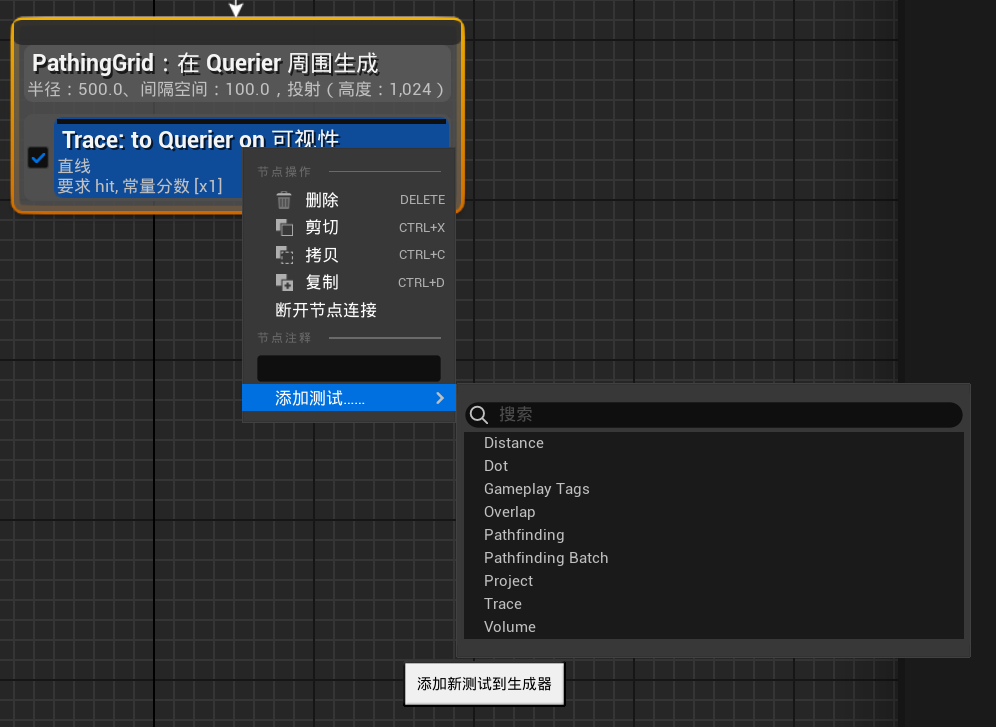 PathingGrid：在 Querier 周围生成
半径：500.0、间隔空间：100.0，投射（高度：1,024）
Trace: to Querier on 可视性
直线
要求 hit, 常量分数 [x1]
节点操作
删除 DELETE
剪切 CTRL+X
拷贝 CTRL+C
复制 CTRL+D
断开节点连接
节点注释
添加测试......
搜索
Distance
Dot
Gameplay Tags
Overlap
Pathfinding
Pathfinding Batch
Project
Trace
Volume
添加新测试到生成器